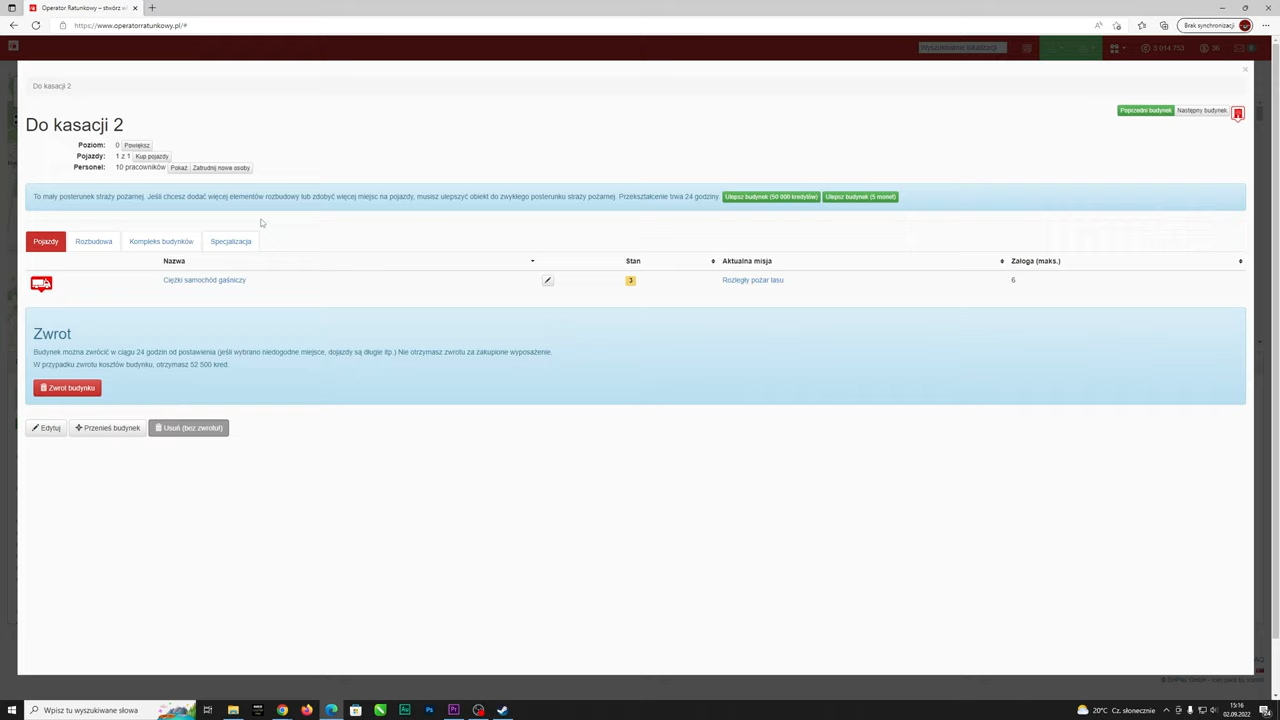 Operator Ratunkowy – stwórz w
https://www.operatorratunkowy.pl/#
Brak synchronizacji
Wyszukiwanie lokalizacji
3 014 753
36
Do kasacji 2
Poprzedni budynek
Następny budynek
Do kasacji 2
Poziom: 0 Powiększ
Pojazdy: 1 z 1 Kup pojazdy
Personel: 10 pracowników Pokaż Zatrudnij nowe osoby
To mały posterunek straży pożarnej. Jeśli chcesz dodać więcej elementów rozbudowy lub zdobyć więcej miejsc na pojazdy, musisz ulepszyć obiekt do zwykłego posterunku straży pożarnej. Przekształcenie trwa 24 godziny. Ulepsz budynek (50 000 kredytów) Ulepsz budynek (5 monet)
Pojazdy Rozbudowa Kompleks budynków Specjalizacja
Nazwa Stan Aktualna misja Załoga (maks.)
Ciężki samochód gaśniczy 3 Rozległy pożar lasu 6
Zwrot
Budynek można zwrócić w ciągu 24 godzin od postawienia (jeśli wybrano niedogodne miejsce, dojazdy są długie itp.) Nie otrzymasz zwrotu za zakupione wyposażenie.
W przypadku zwrotu kosztów budynku, otrzymasz 52 500 kred.
Zwrot budynku
Edytuj Przenieś budynek Usuń (bez zwrotu!)
Wpisz tu wyszukiwane słowa
20°C Cz. słonecznie
15:16
02.09.2022